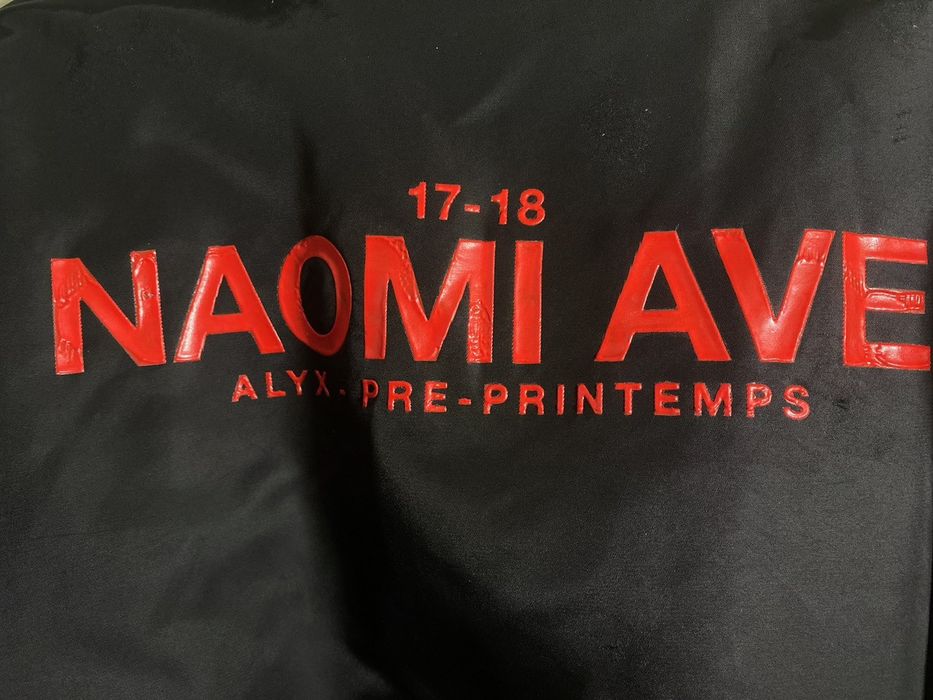 17-18
NAOMI AVE
ALYX. PRE-PRINTEMPS